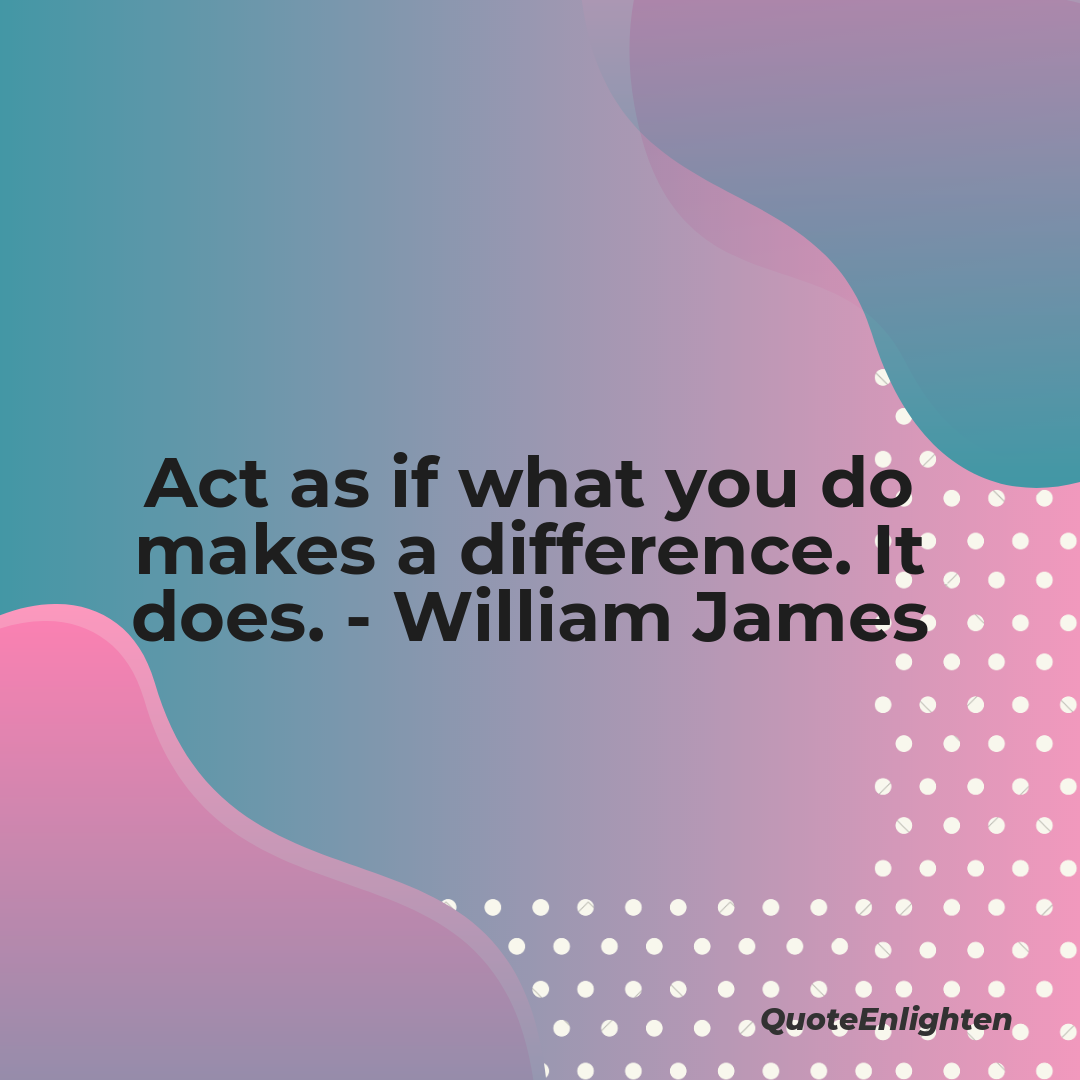 Act as if what you do
makes a difference. It
does. - William James
QuoteEnlighten